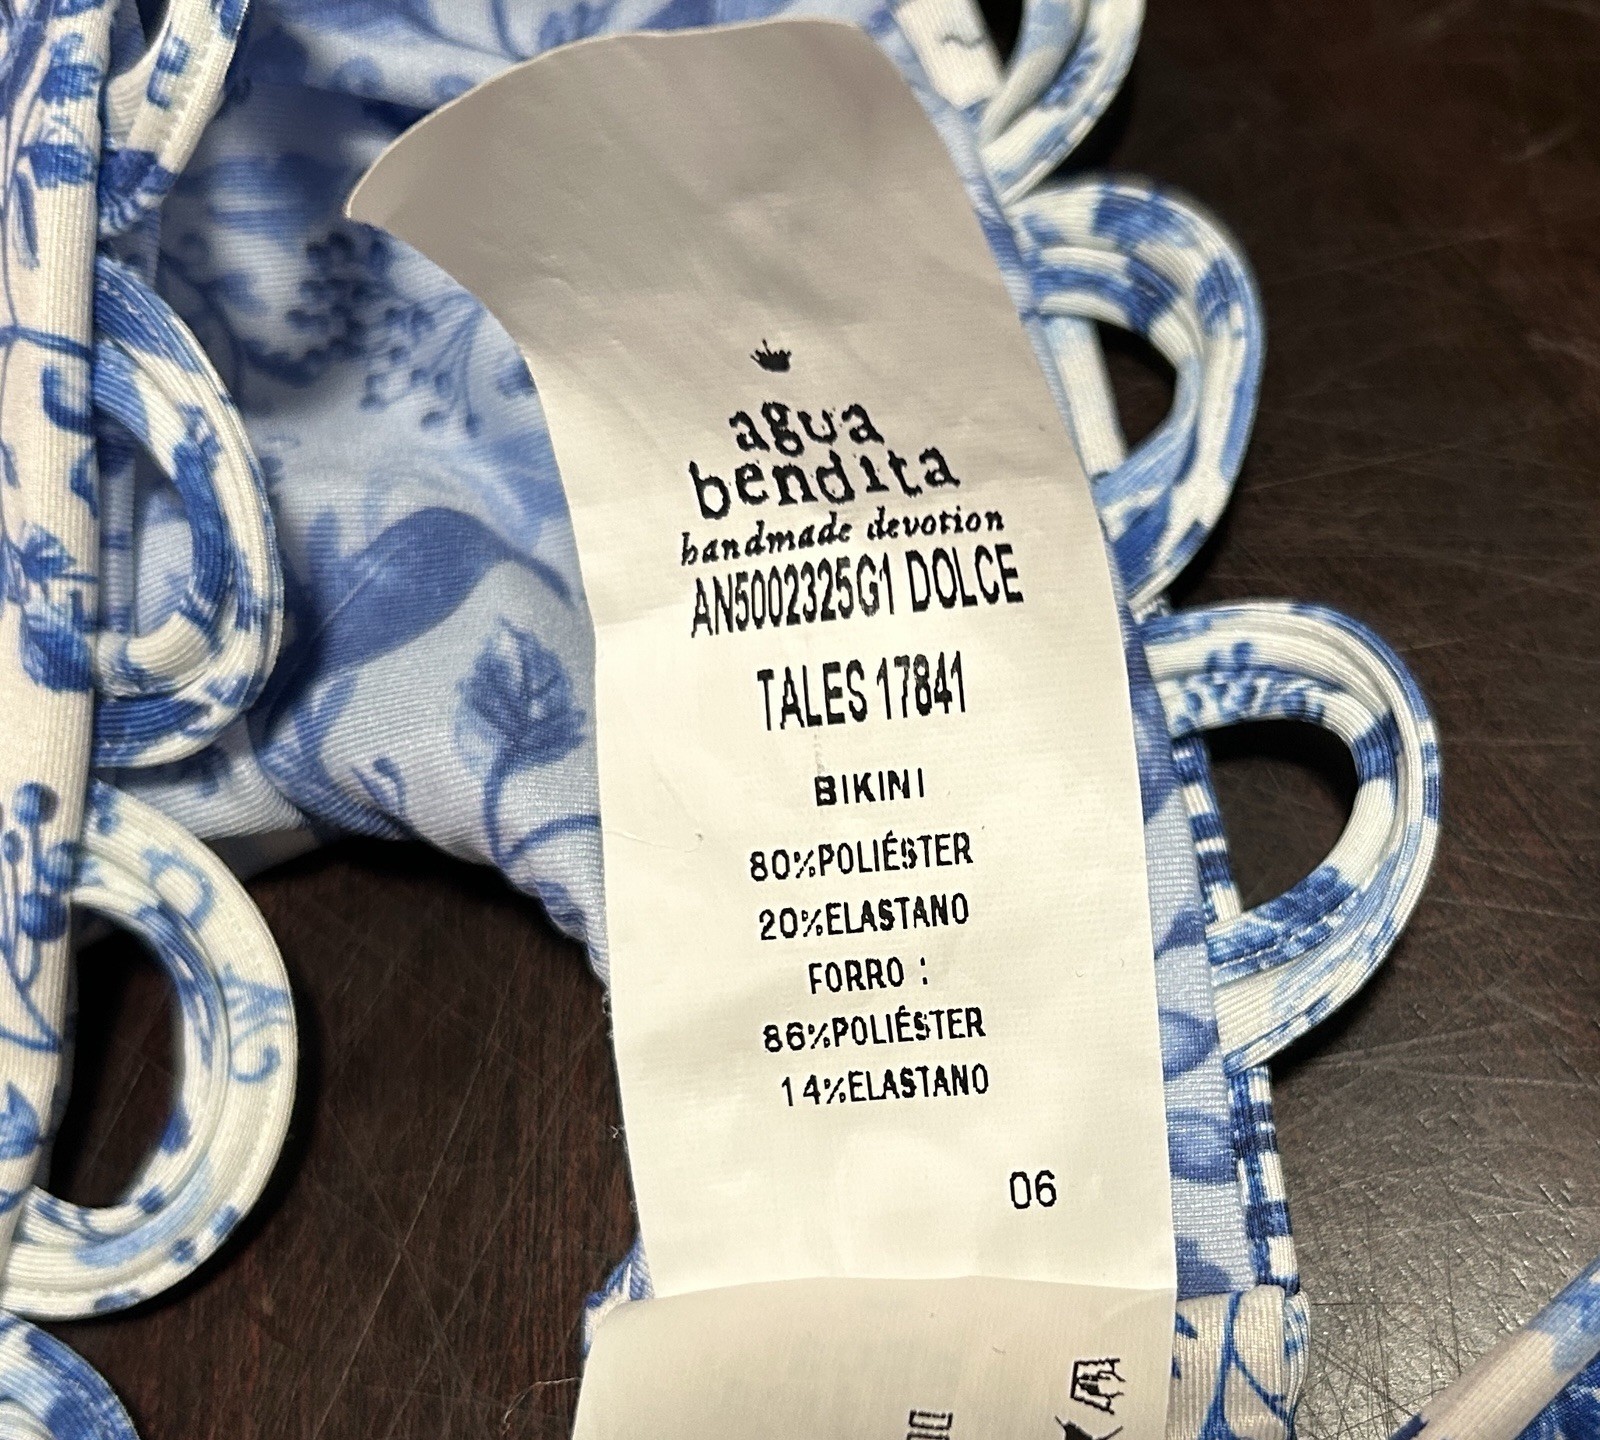 agua
bendita
handmade devotion
AN5002325G1 DOLCE
TALES 17841
BIKINI
80%POLIÉSTER
20%ELASTANO
FORRO :
86%POLIÉSTER
14%ELASTANO
06